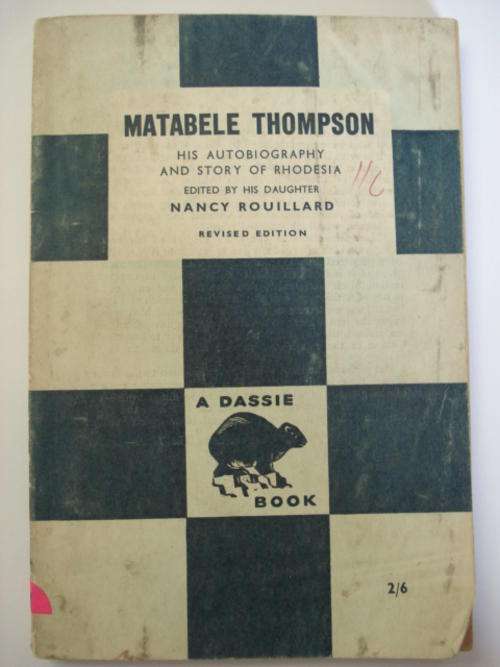 MATABELE THOMPSON
HIS AUTOBIOGRAPHY
AND STORY OF RHODESIA
EDITED BY HIS DAUGHTER
NANCY ROUILLARD
REVISED EDITION
A DASSIE
BOOK
2/6